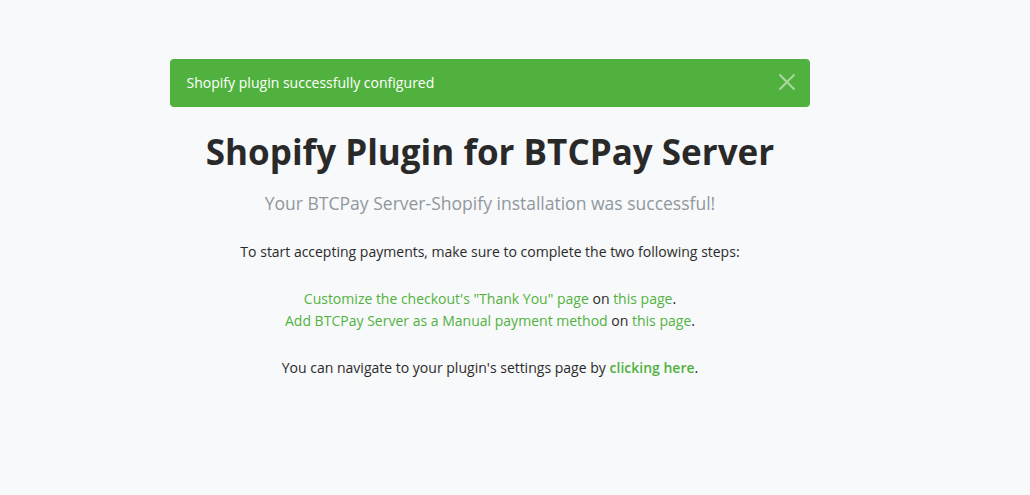 Shopify plugin successfully configured
Shopify Plugin for BTCPay Server
Your BTCPay Server-Shopify installation was successful!
To start accepting payments, make sure to complete the two following steps:
Customize the checkout's "Thank You" page on this page.
Add BTCPay Server as a Manual payment method on this page.
You can navigate to your plugin's settings page by clicking here.